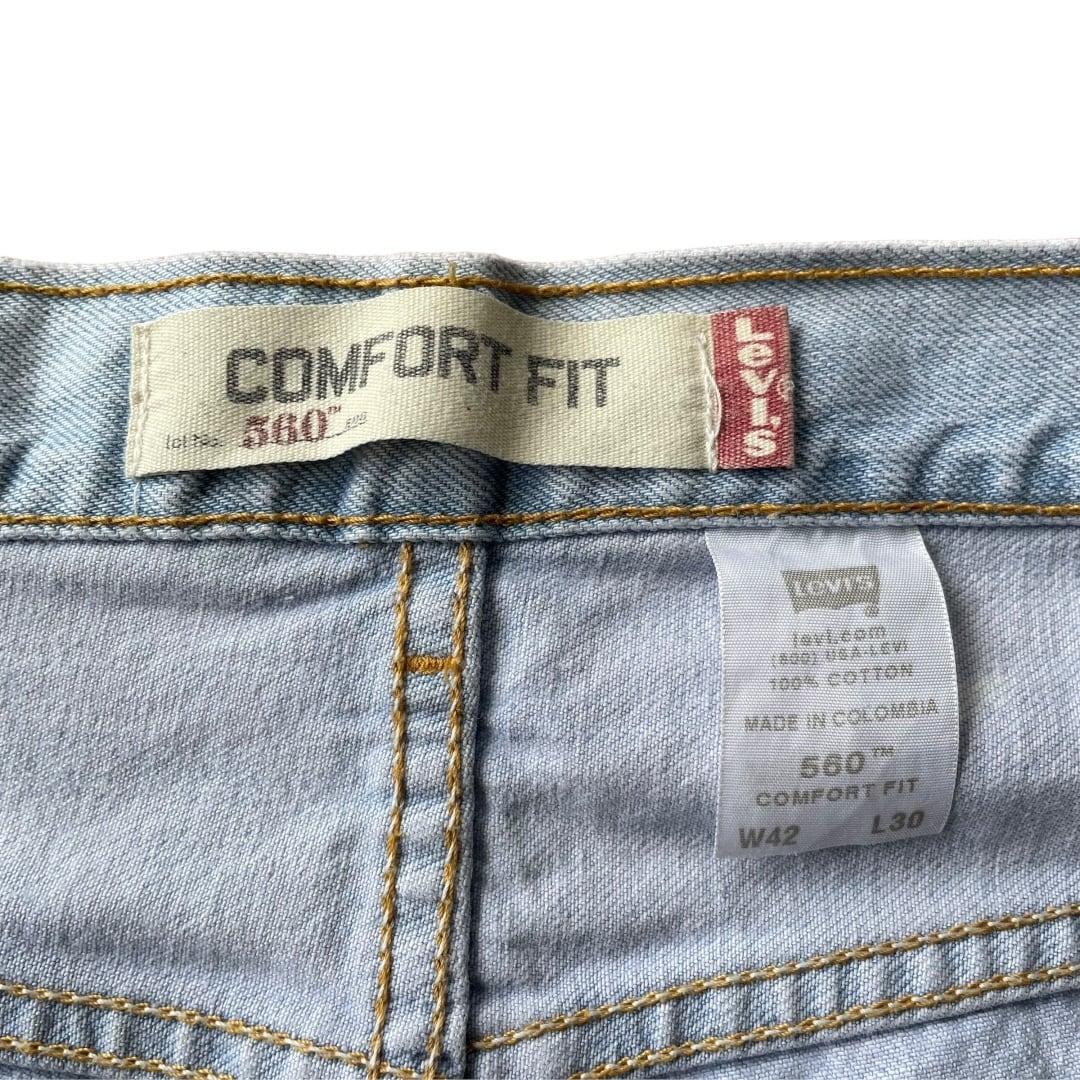 COMFORT FIT
Lot No. 560™
LeVI'S
LEVI'S
®
levi.com
(800) USA-LEVI
100% COTTON
MADE IN COLOMBIA
560™
COMFORT FIT
W42 L30